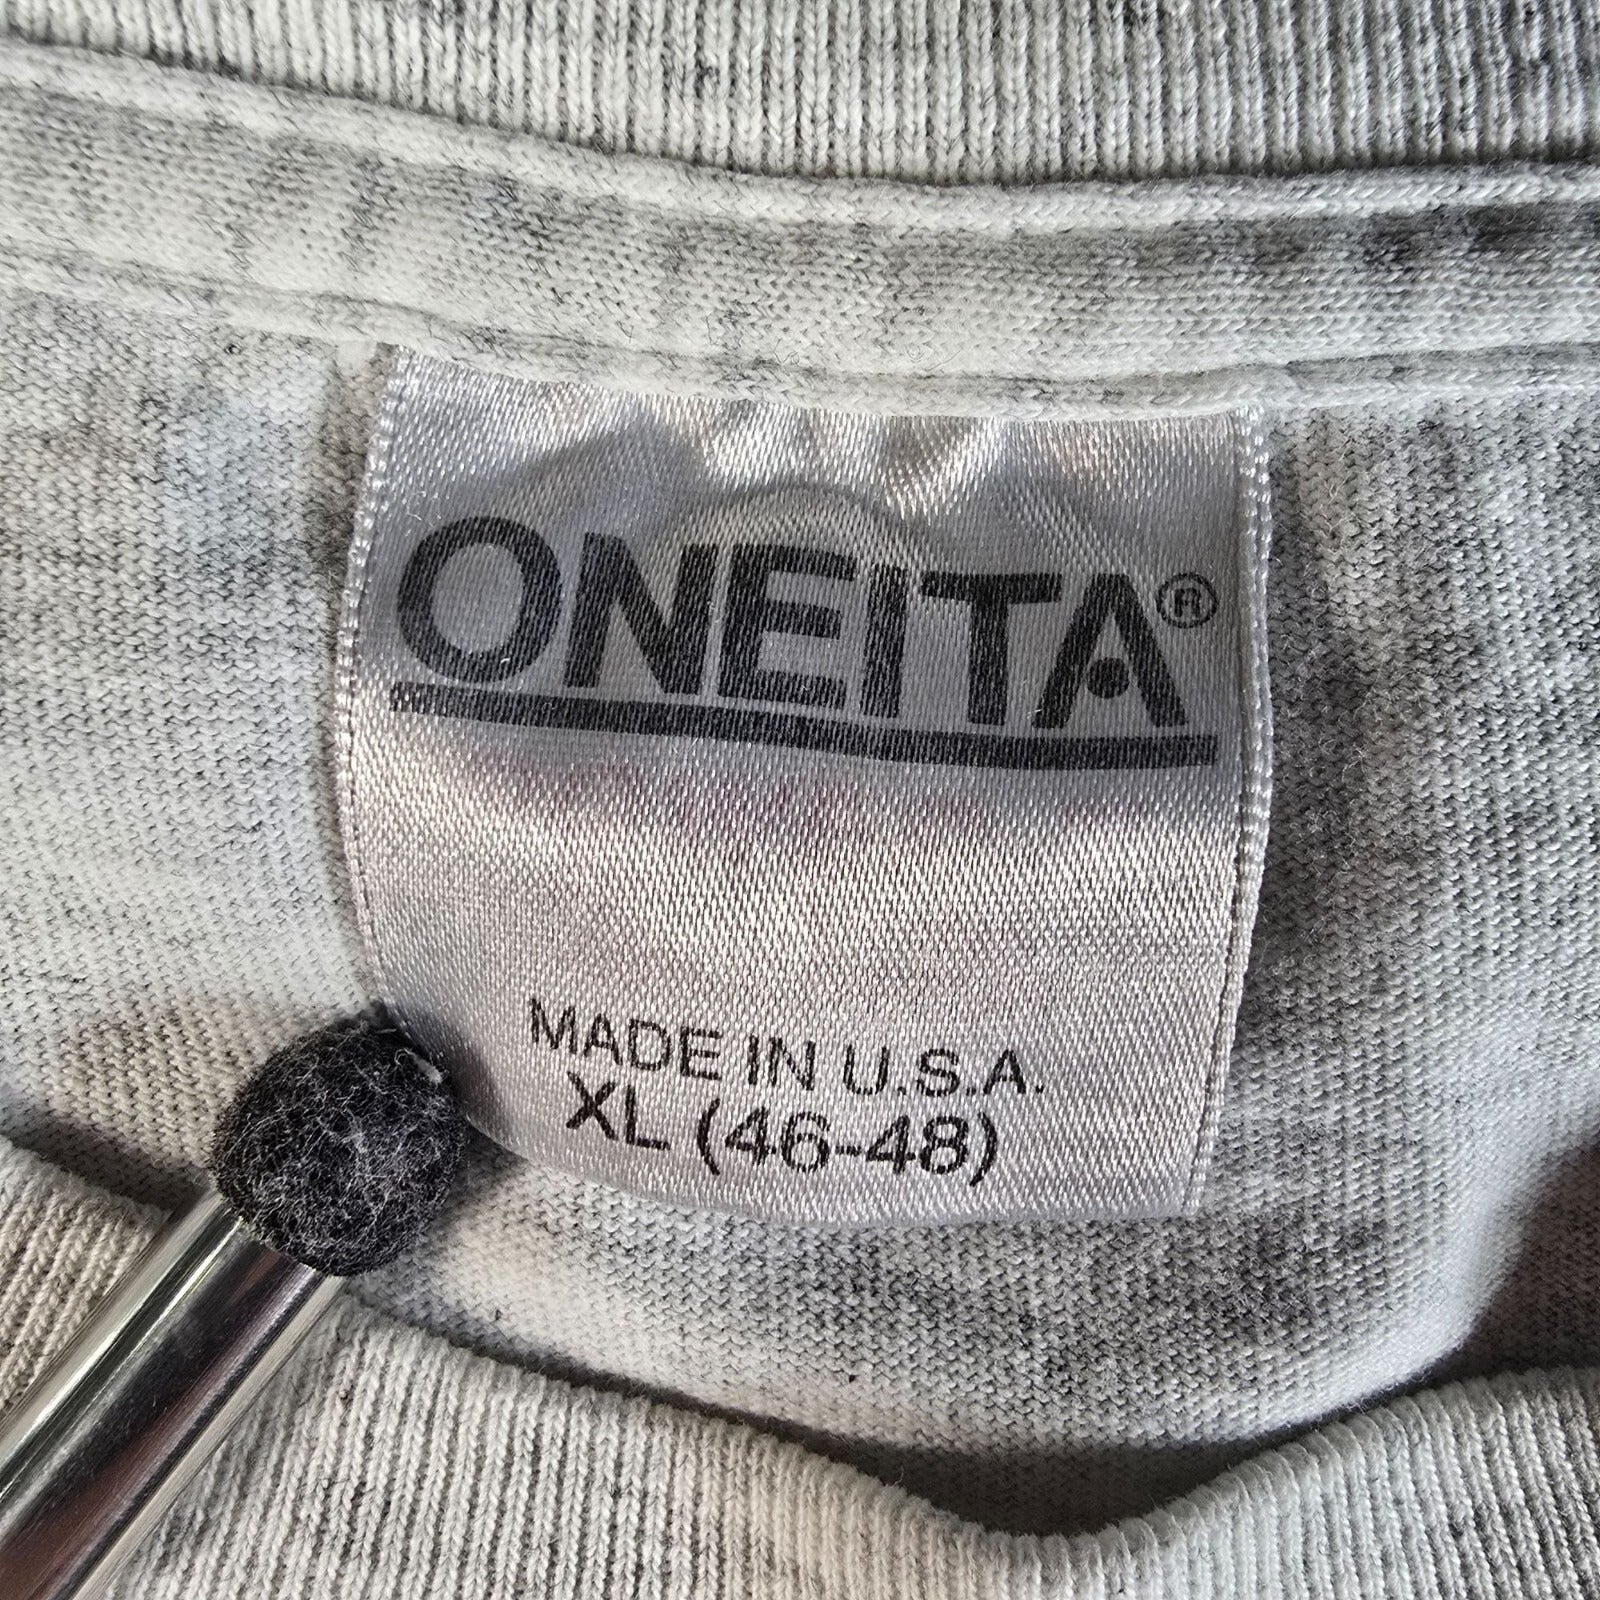 ONEITA®
MADE IN U.S.A.
XL (46-48)